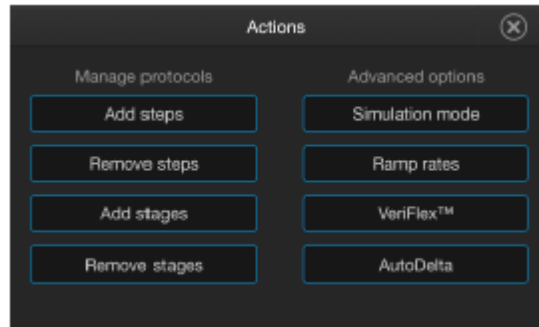 Actions
Manage protocols
Add steps
Remove steps
Add stages
Remove stages
Advanced options
Simulation mode
Ramp rates
VeriFlex™
AutoDelta